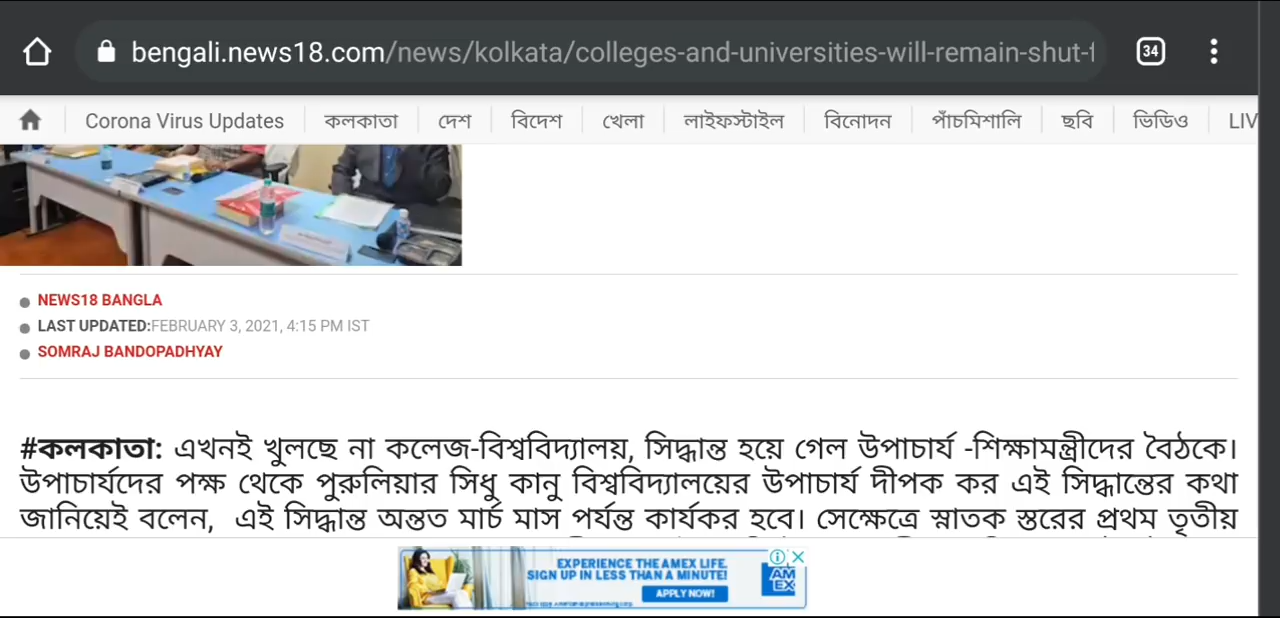 bengali.news18.com/news/kolkata/colleges-and-universities-will-remain-shut-f
34
Corona Virus Updates কলকাতা দেশ বিদেশ খেলা লাইফস্টাইল বিনোদন পাঁচমিশালি ছবি ভিডিও LIV
NEWS18 BANGLA
LAST UPDATED:FEBRUARY 3, 2021, 4:15 PM IST
SOMRAJ BANDOPADHYAY
#কলকাতা: এখনই খুলছে না কলেজ-বিশ্ববিদ্যালয়, সিদ্ধান্ত হয়ে গেল উপাচার্য -শিক্ষামন্ত্রীদের বৈঠকে।
উপাচার্যদের পক্ষ থেকে পুরুলিয়ার সিধু কানু বিশ্ববিদ্যালয়ের উপাচার্য দীপক কর এই সিদ্ধান্তের কথা
জানিয়েই বলেন, এই সিদ্ধান্ত অন্তত মার্চ মাস পর্যন্ত কার্যকর হবে। সেক্ষেত্রে স্নাতক স্তরের প্রথম তৃতীয়
EXPERIENCE THE AMEX LIFE.
SIGN UP IN LESS THAN A MINUTE!
APPLY NOW!
AM
EX